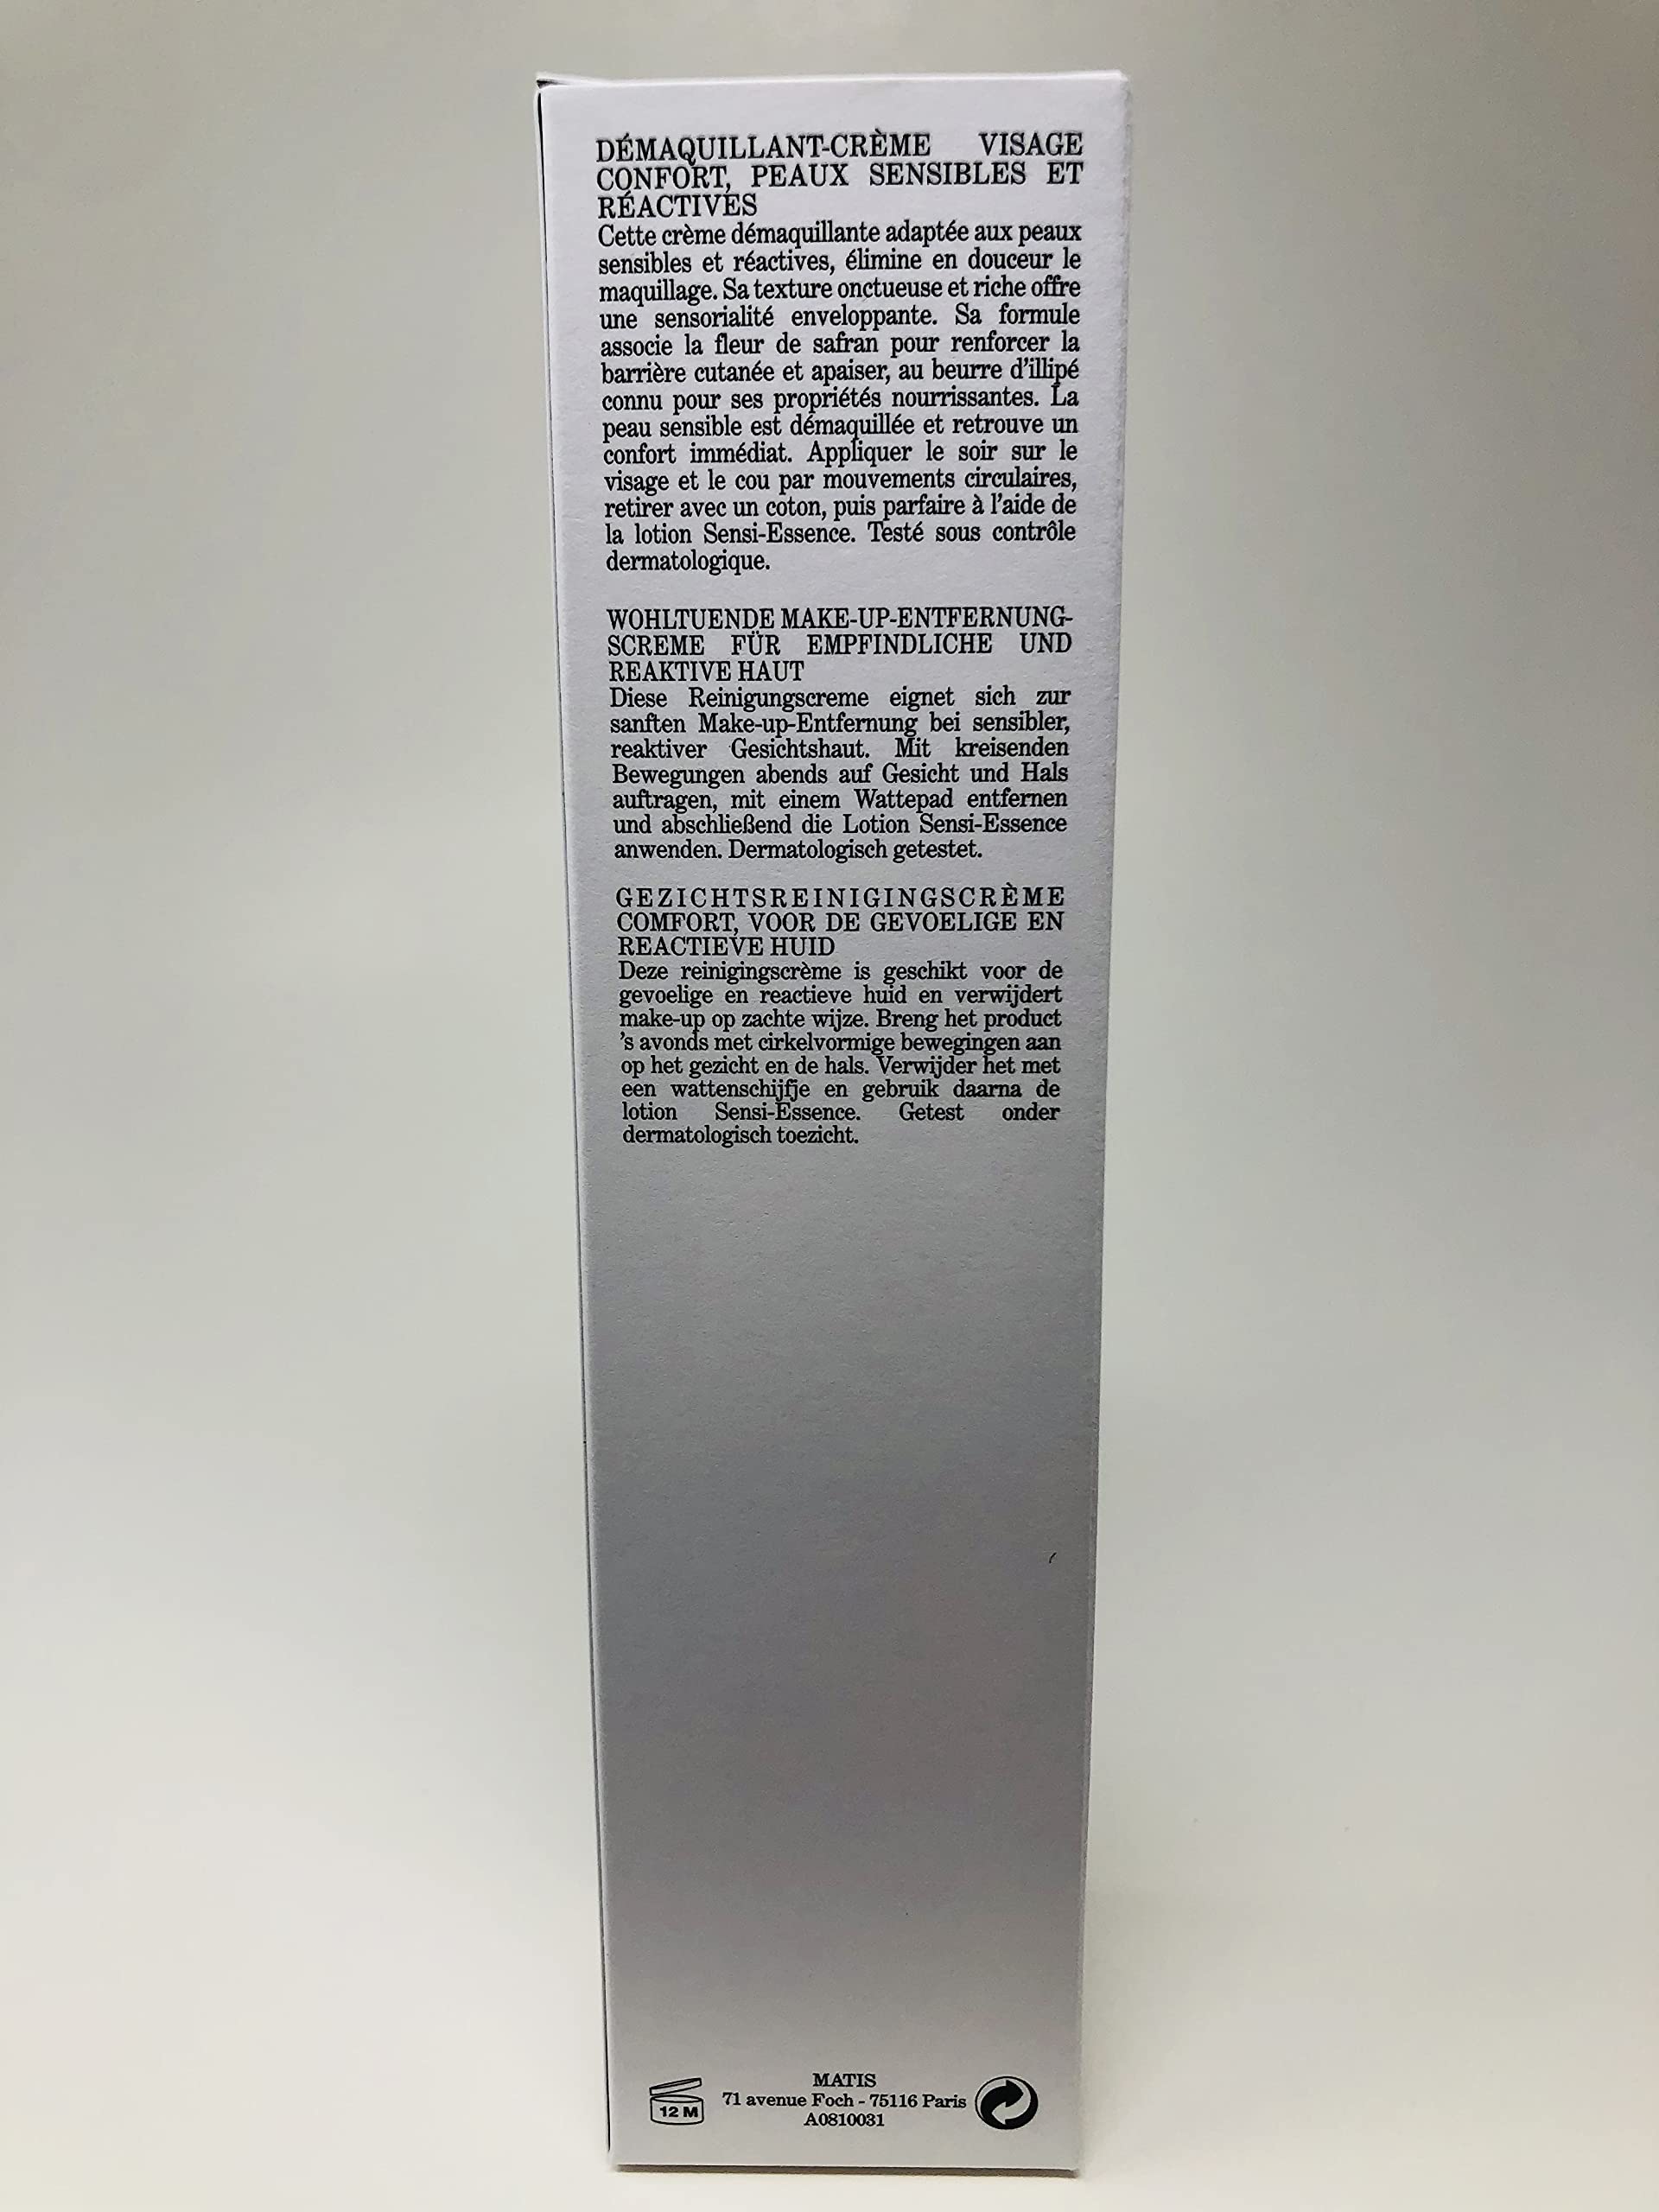 DÉMAQUILLANT-CRÈME VISAGE
CONFORT, PEAUX SENSIBLES ET
RÉACTIVES
Cette crème démaquillante adaptée aux peaux
sensibles et réactives, élimine en douceur le
maquillage. Sa texture onctueuse et riche offre
une sensorialité enveloppante. Sa formule
associe la fleur de safran pour renforcer la
barrière cutanée et apaiser, au beurre d'illipé
connu pour ses propriétés nourrissantes. La
peau sensible est démaquillée et retrouve un
confort immédiat. Appliquer le soir sur le
visage et le cou par mouvements circulaires,
retirer avec un coton, puis parfaire à l'aide de
la lotion Sensi-Essence. Testé sous contrôle
dermatologique.
WOHLTUENDE MAKE-UP-ENTFERNUNG-
SCREME FÜR EMPFINDLICHE UND
REAKTIVE HAUT
Diese Reinigungscreme eignet sich zur
sanften Make-up-Entfernung bei sensibler,
reaktiver Gesichtshaut. Mit kreisenden
Bewegungen abends auf Gesicht und Hals
auftragen, mit einem Wattepad entfernen
und abschließend die Lotion Sensi-Essence
anwenden. Dermatologisch getestet.
GEZICHTSREINIGINGSCRÈME
COMFORT, VOOR DE GEVOELIGE EN
REACTIEVE HUID
Deze reinigingscrème is geschikt voor de
gevoelige en reactieve huid en verwijdert
make-up op zachte wijze. Breng het product
's avonds met cirkelvormige bewegingen aan
op het gezicht en de hals. Verwijder het met
een wattenschijfje en gebruik daarna de
lotion Sensi-Essence. Getest onder
dermatologisch toezicht.
MATIS
12 M 71 avenue Foch - 75116 Paris
A0810031